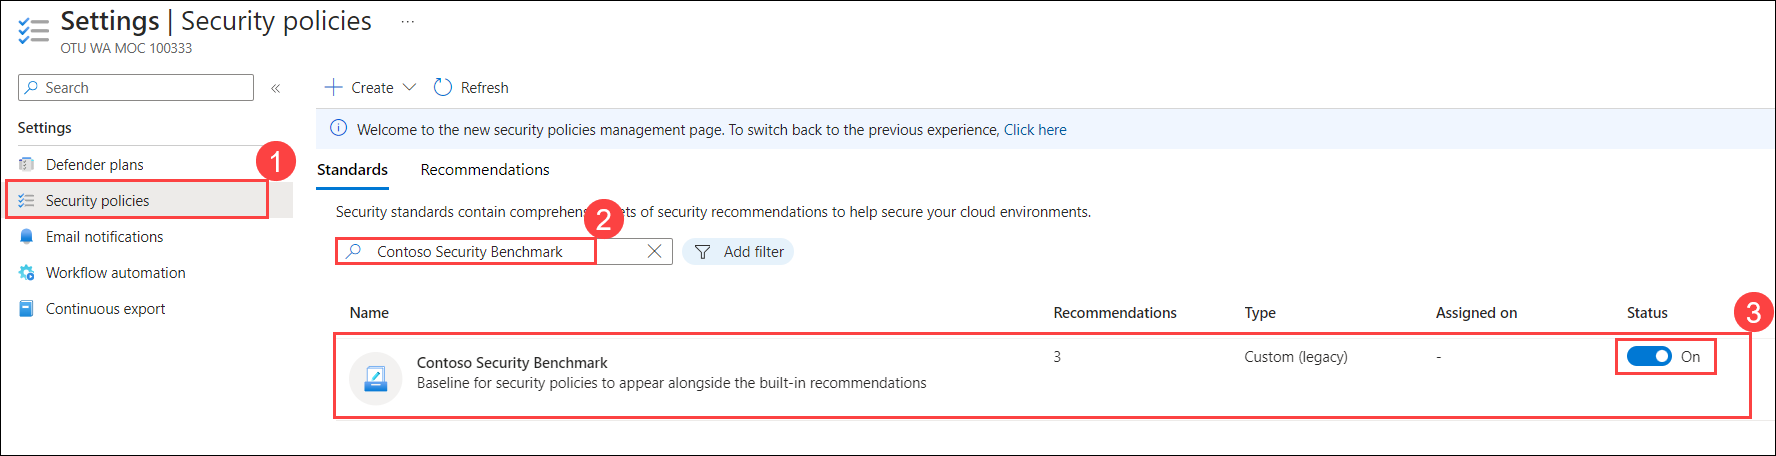 Settings | Security policies ...
OTU WA MOC 100333
Search «
Create Refresh
Settings
Welcome to the new security policies management page. To switch back to the previous experience, Click here
Defender plans 1
Standards Recommendations
Security policies
Security standards contain ets of security recommendations to help secure your cloud environments.
2
Email notifications
Contoso Security Benchmark Add filter
Workflow automation
Continuous export
Name Recommendations Type Assigned on Status 3
Contoso Security Benchmark 3 Custom (legacy) - On
Baseline for security policies to appear alongside the built-in recommendations